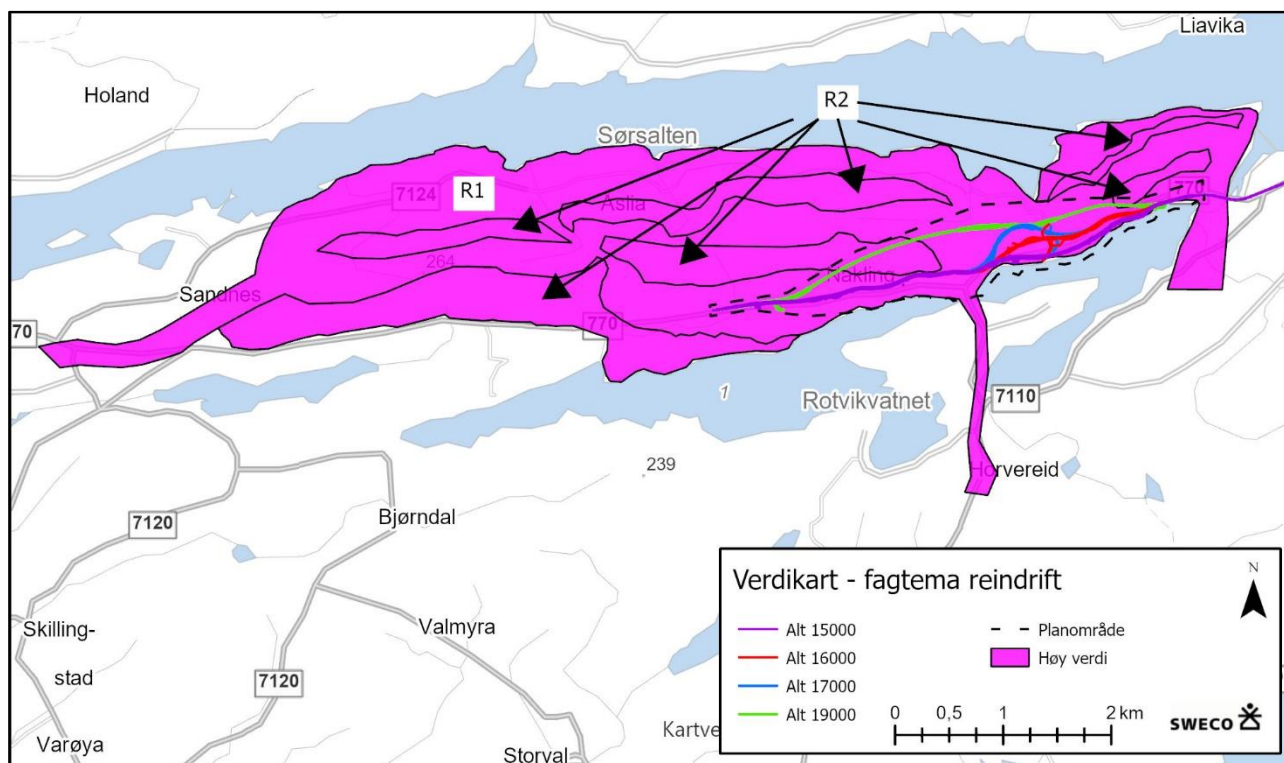 Liavika
Holand
R2
Sørsalten
7124
R1
Åslia
770
264
Sandnes
Nakling
70
770
1
Rotvikvatnet
7110
239
Horvereid
7120
Bjørndal
Skilling-
stad
Valmyra
7120
Varøya
Storval
Kartve
Verdikart - fagtema reindrift
N
Alt 15000
Alt 16000
Alt 17000
Alt 19000
Planområde
Høy verdi
0 0,5 1 2 km
SWECO